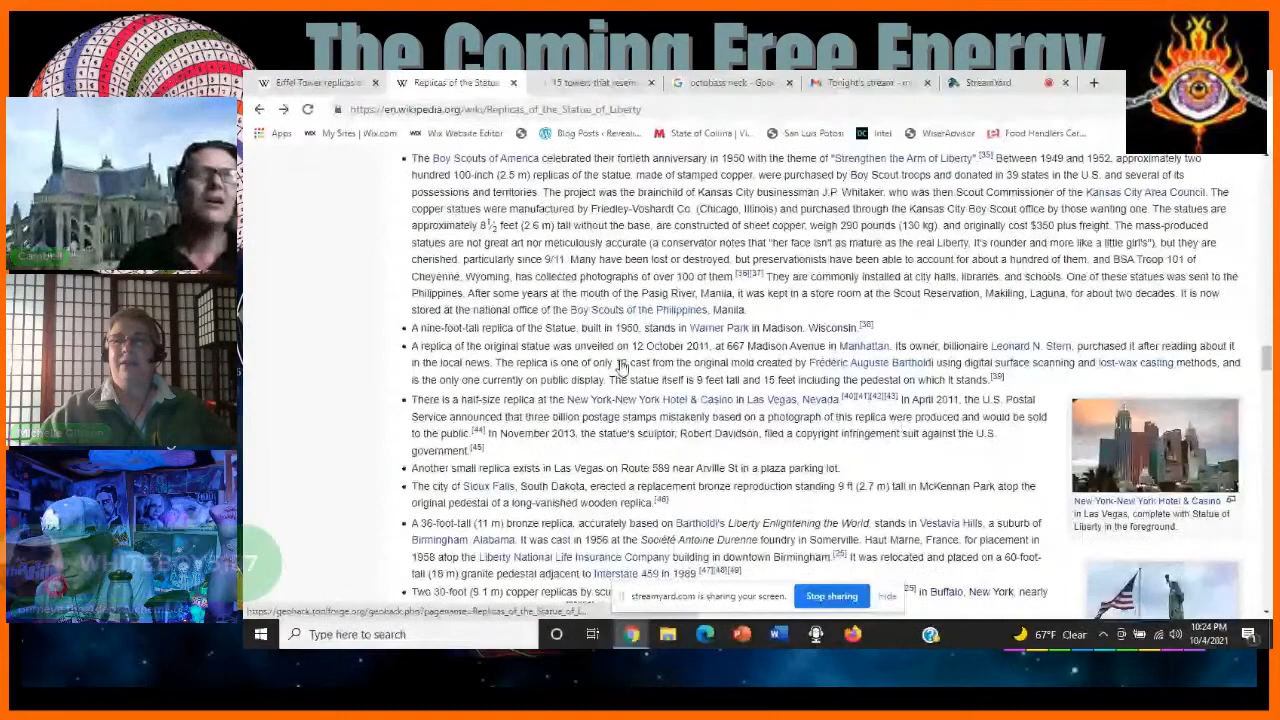 The Coming Free Energy
Eiffel Tower replicas
Replicas of the Statue
15 towers that resem
octobass neck - Goo
Tonight's stream - m
StreamYard
https://en.wikipedia.org/wiki/Replicas_of_the_Statue_of_Liberty
Apps My Sites | Wix.com Wix Website Editor Blog Posts ‹ Reveali... State of Collina | Vi... San Luis Potosi Intel WiserAdvisor Food Handlers Car...
The Boy Scouts of America celebrated their fortieth anniversary in 1950 with the theme of "Strengthen the Arm of Liberty".[35] Between 1949 and 1952, approximately two
hundred 100-inch (2.5 m) replicas of the statue, made of stamped copper, were purchased by Boy Scout troops and donated in 39 states in the U.S. and several of its
possessions and territories. The project was the brainchild of Kansas City businessman J.P. Whitaker, who was then Scout Commissioner of the Kansas City Area Council. The
copper statues were manufactured by Friedley-Voshardt Co. (Chicago, Illinois) and purchased through the Kansas City Boy Scout office by those wanting one. The statues are
approximately 8 1⁄2 feet (2.6 m) tall without the base, are constructed of sheet copper, weigh 290 pounds (130 kg), and originally cost $350 plus freight. The mass-produced
statues are not great art nor meticulously accurate (a conservator notes that "her face isn't as mature as the real Liberty. It's rounder and more like a little girl's"), but they are
cherished, particularly since 9/11. Many have been lost or destroyed, but preservationists have been able to account for about a hundred of them, and BSA Troop 101 of
Cheyenne, Wyoming, has collected photographs of over 100 of them.[36][37] They are commonly installed at city halls, libraries, and schools. One of these statues was sent to the
Philippines. After some years at the mouth of the Pasig River, Manila, it was kept in a store room at the Scout Reservation, Makiling, Laguna, for about two decades. It is now
stored at the national office of the Boy Scouts of the Philippines, Manila.
A nine-foot-tall replica of the Statue, built in 1950, stands in Warner Park in Madison, Wisconsin.[38]
A replica of the original statue was unveiled on 12 October 2011, at 667 Madison Avenue in Manhattan. Its owner, billionaire Leonard N. Stern, purchased it after reading about it
in the local news. The replica is one of only cast from the original mold created by Frédéric Auguste Bartholdi using digital surface scanning and lost-wax casting methods, and
is the only one currently on public display. The statue itself is 9 feet tall and 15 feet including the pedestal on which it stands.[39]
There is a half-size replica at the New York-New York Hotel & Casino in Las Vegas, Nevada.[40][41][42][43] In April 2011, the U.S. Postal
Service announced that three billion postage stamps mistakenly based on a photograph of this replica were produced and would be sold
to the public.[44] In November 2013, the statue's sculptor, Robert Davidson, filed a copyright infringement suit against the U.S.
government.[45]
Another small replica exists in Las Vegas on Route 589 near Arville St in a plaza parking lot.
The city of Sioux Falls, South Dakota, erected a replacement bronze reproduction standing 9 ft (2.7 m) tall in McKennan Park atop the
original pedestal of a long-vanished wooden replica.[46]
A 36-foot-tall (11 m) bronze replica, accurately based on Bartholdi's Liberty Enlightening the World, stands in Vestavia Hills, a suburb of
Birmingham, Alabama. It was cast in 1956 at the Société Antoine Durenne foundry in Somerville, Haut Marne, France, for placement in
1958 atop the Liberty National Life Insurance Company building in downtown Birmingham.[25] It was relocated and placed on a 60-foot-
tall (18 m) granite pedestal adjacent to Interstate 459 in 1989.[47][48][49]
Two 30-foot (9.1 m) copper replicas by scu in Buffalo, New York, nearly
New York-New York Hotel & Casino
in Las Vegas, complete with Statue
of Liberty in the foreground.
streamyard.com is sharing your screen.
Stop sharing
hide
https://geohack.toolforge.org/geohack.php?pagename=Replicas_of_the_Statue_of_L...
Type here to search
67°F Clear
10:24 PM
10/4/2021
Campbell